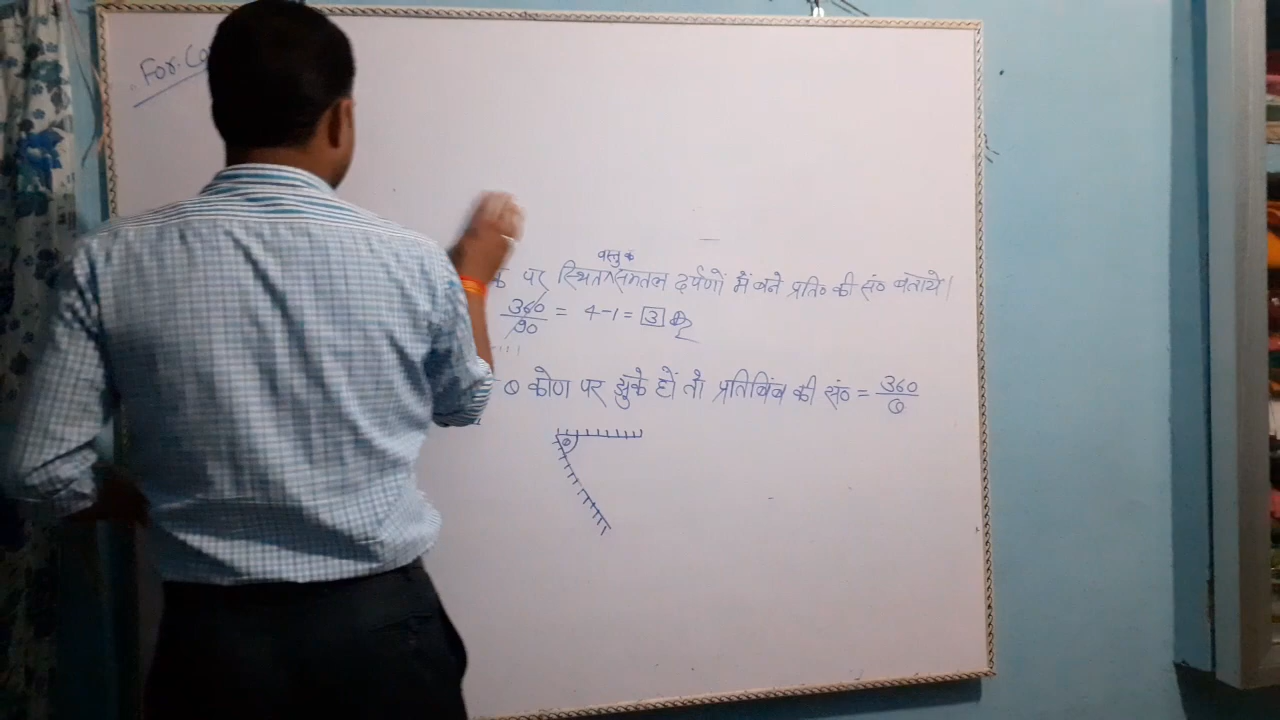 For.
वस्तु के
पर स्थित^समतल दर्पणों में बने प्रति० की सं० बताये।
360/90 = 4-1 = 3
θ कोण पर झुके हों तो प्रतिबिंब की सं० = 360/θ
θ